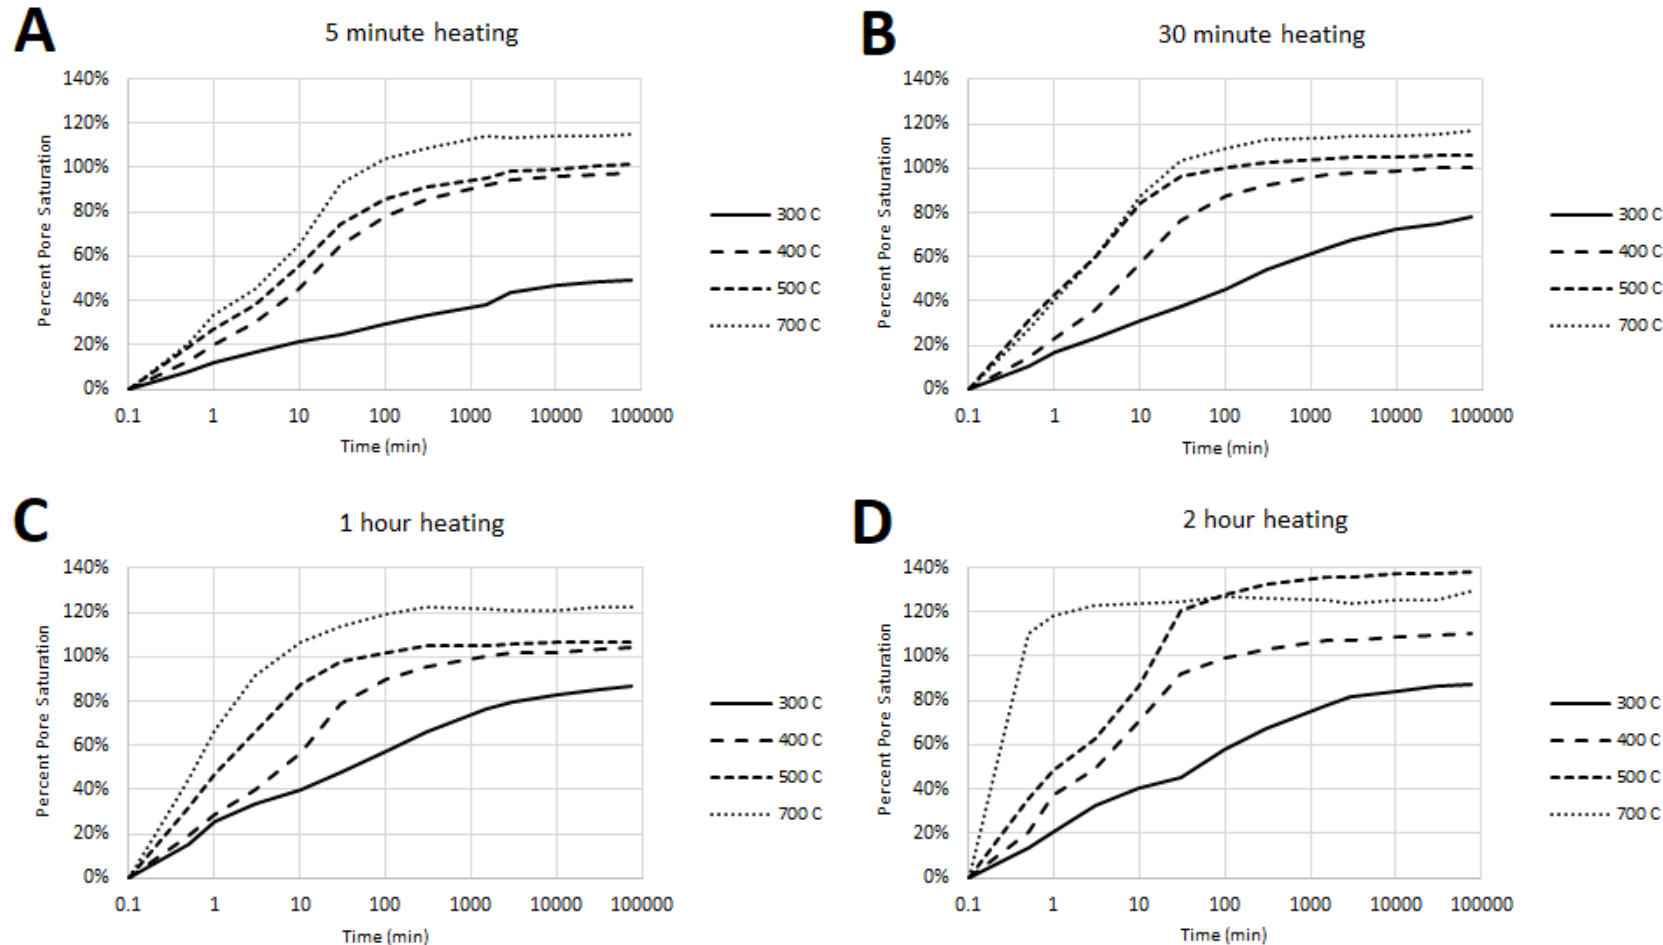 A
5 minute heating
140%
120%
100%
80%
60%
40%
20%
0%
Percent Pore Saturation
0.1 1 10 100 1000 10000 100000
Time (min)
300 C
400 C
500 C
700 C
B
30 minute heating
140%
120%
100%
80%
60%
40%
20%
0%
Percent Pore Saturation
0.1 1 10 100 1000 10000 100000
Time (min)
300 C
400 C
500 C
700 C
C
1 hour heating
140%
120%
100%
80%
60%
40%
20%
0%
Percent Pore Saturation
0.1 1 10 100 1000 10000 100000
Time (min)
300 C
400 C
500 C
700 C
D
2 hour heating
140%
120%
100%
80%
60%
40%
20%
0%
Percent Pore Saturation
0.1 1 10 100 1000 10000 100000
Time (min)
300 C
400 C
500 C
700 C